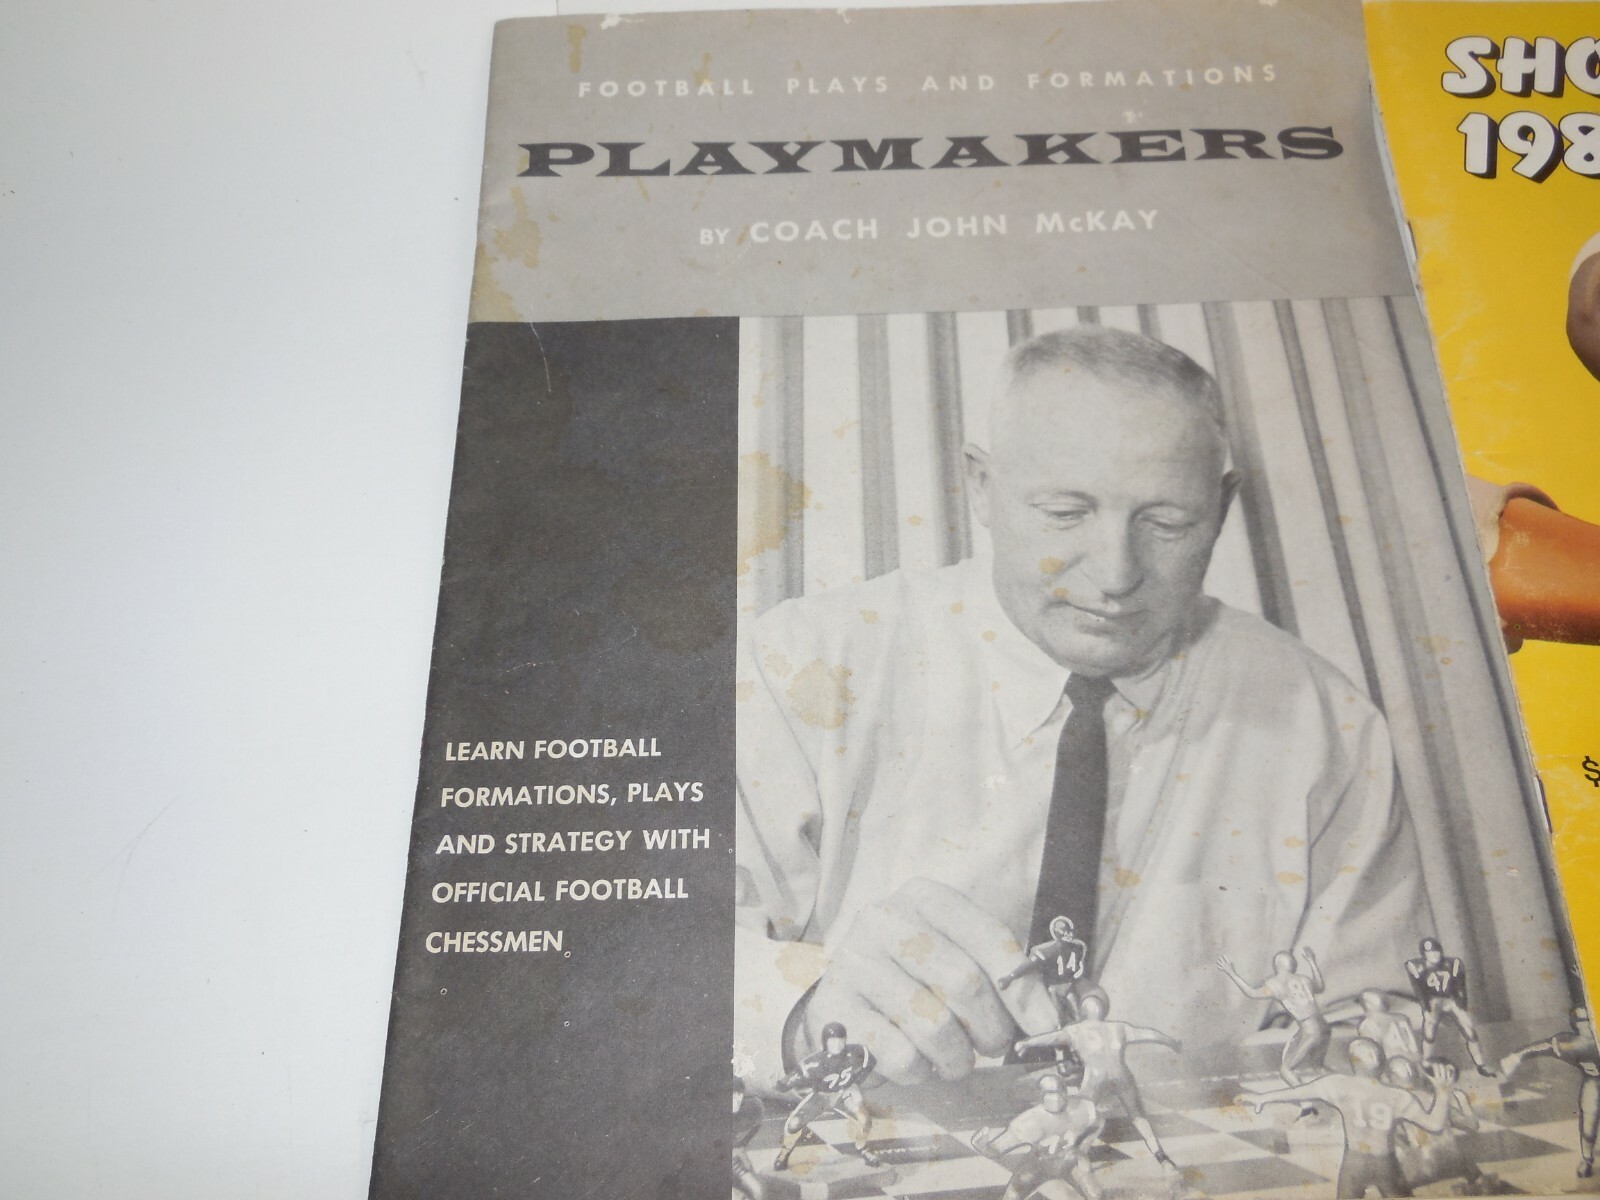 FOOTBALL PLAYS AND FORMATIONS
PLAYMAKERS
BY COACH JOHN McKAY
LEARN FOOTBALL
FORMATIONS, PLAYS
AND STRATEGY WITH
OFFICIAL FOOTBALL
CHESSMEN
14
47
75
19
$